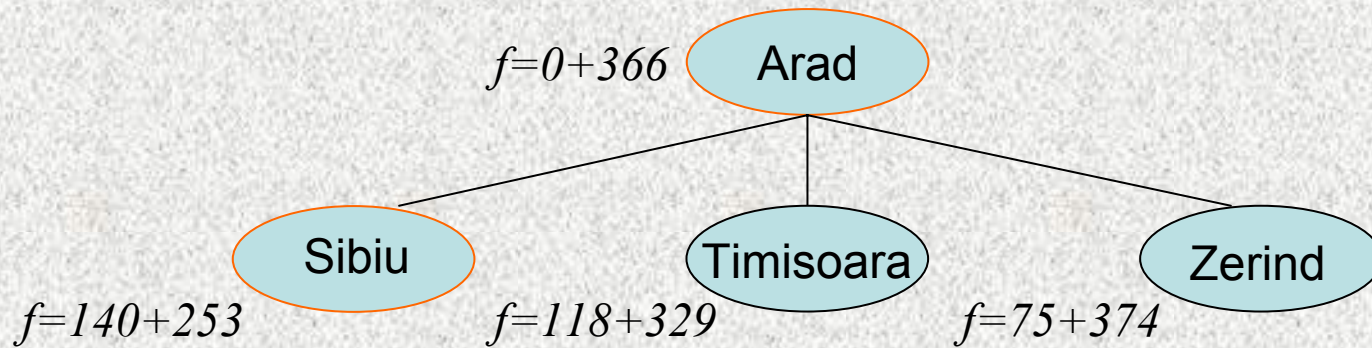 f=0+366 Arad
Sibiu Timisoara Zerind
f=140+253 f=118+329 f=75+374